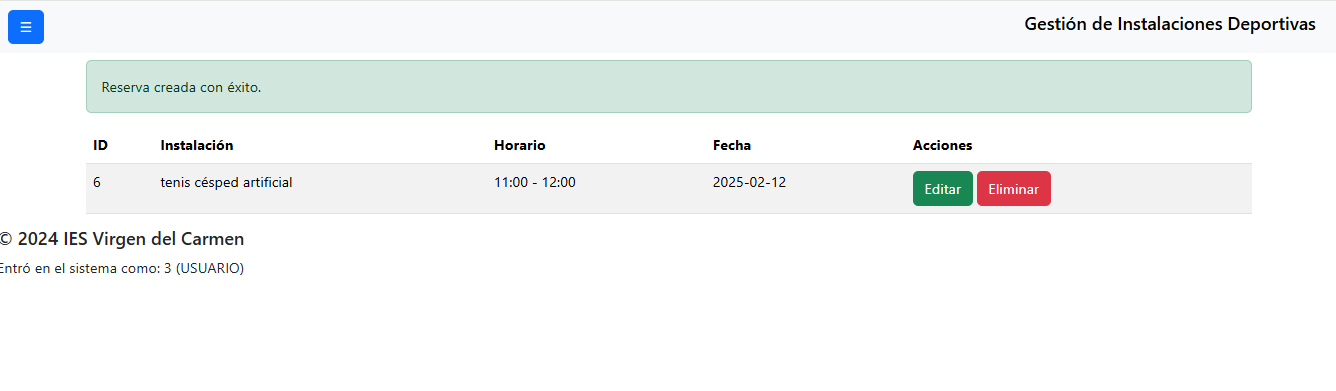 ☰
Gestión de Instalaciones Deportivas
Reserva creada con éxito.
ID Instalación Horario Fecha Acciones
6 tenis césped artificial 11:00 - 12:00 2025-02-12 Editar Eliminar
© 2024 IES Virgen del Carmen
Entró en el sistema como: 3 (USUARIO)